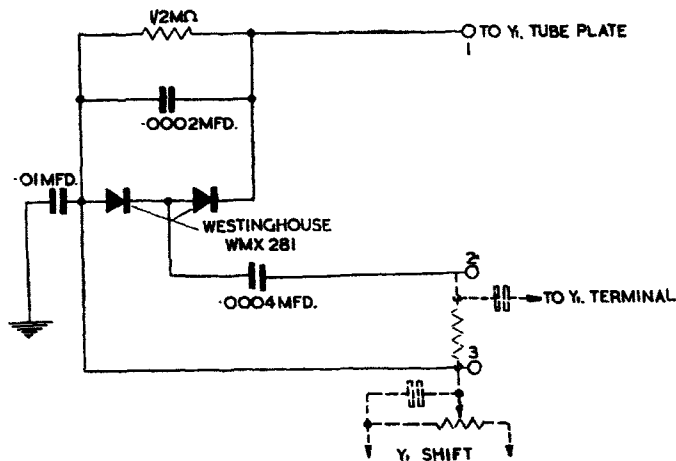 1/2MΩ
TO Y1. TUBE PLATE
1
·0002MFD.
·01MFD.
WESTINGHOUSE
WMX 281
2
·0004MFD.
TO Y1. TERMINAL
3
Y1 SHIFT